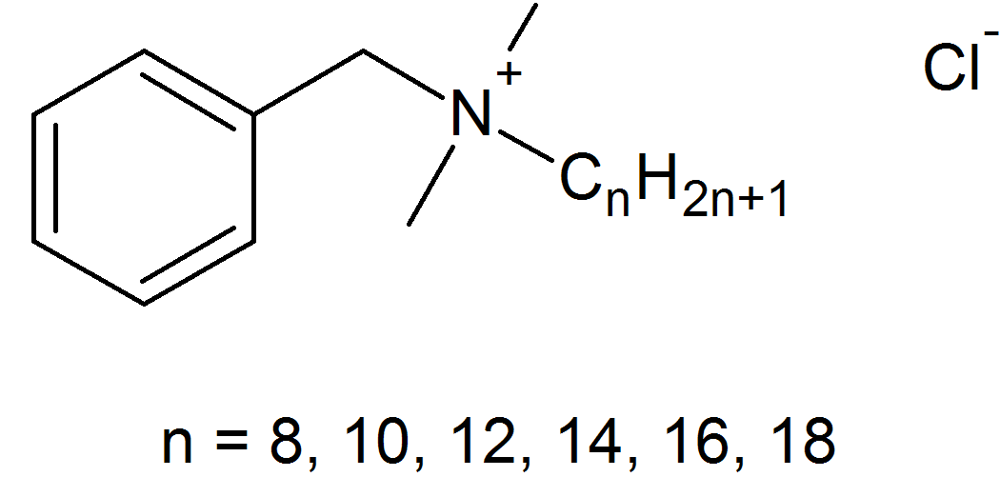 N⁺
Cl⁻
CₙH₂ₙ₊₁
n = 8, 10, 12, 14, 16, 18